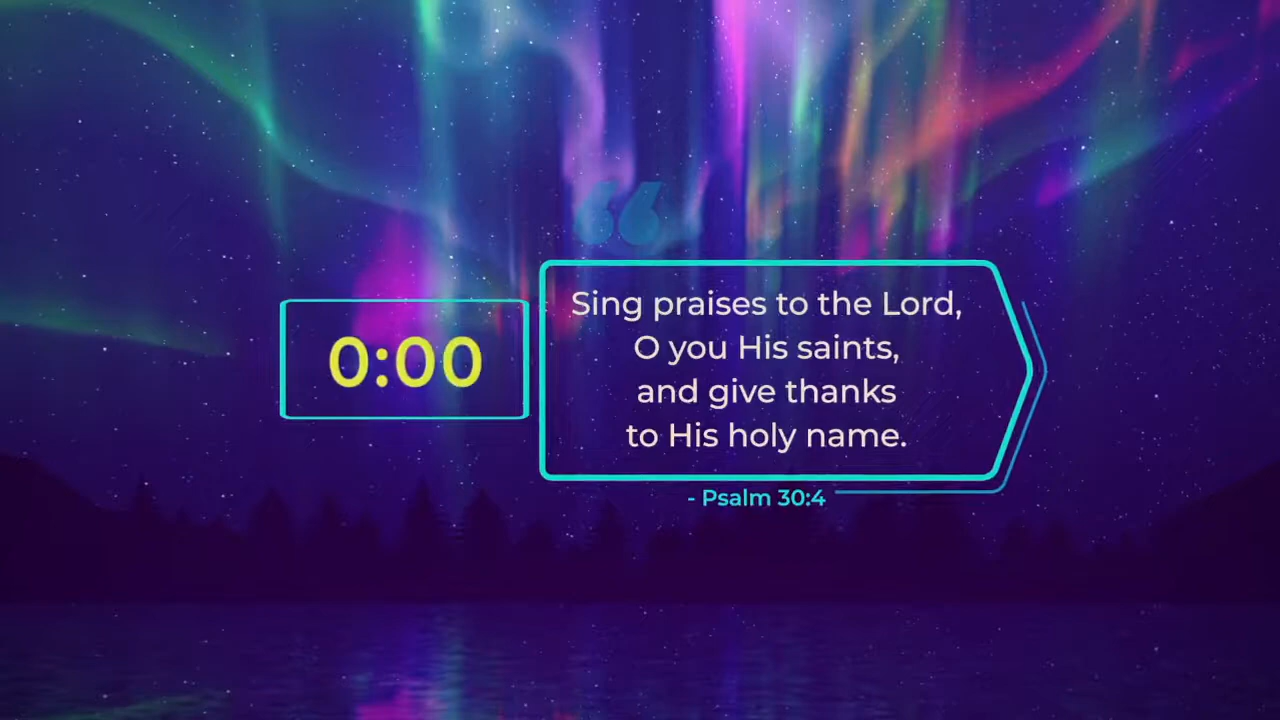 0:00
“
Sing praises to the Lord,
O you His saints,
and give thanks
to His holy name.
- Psalm 30:4